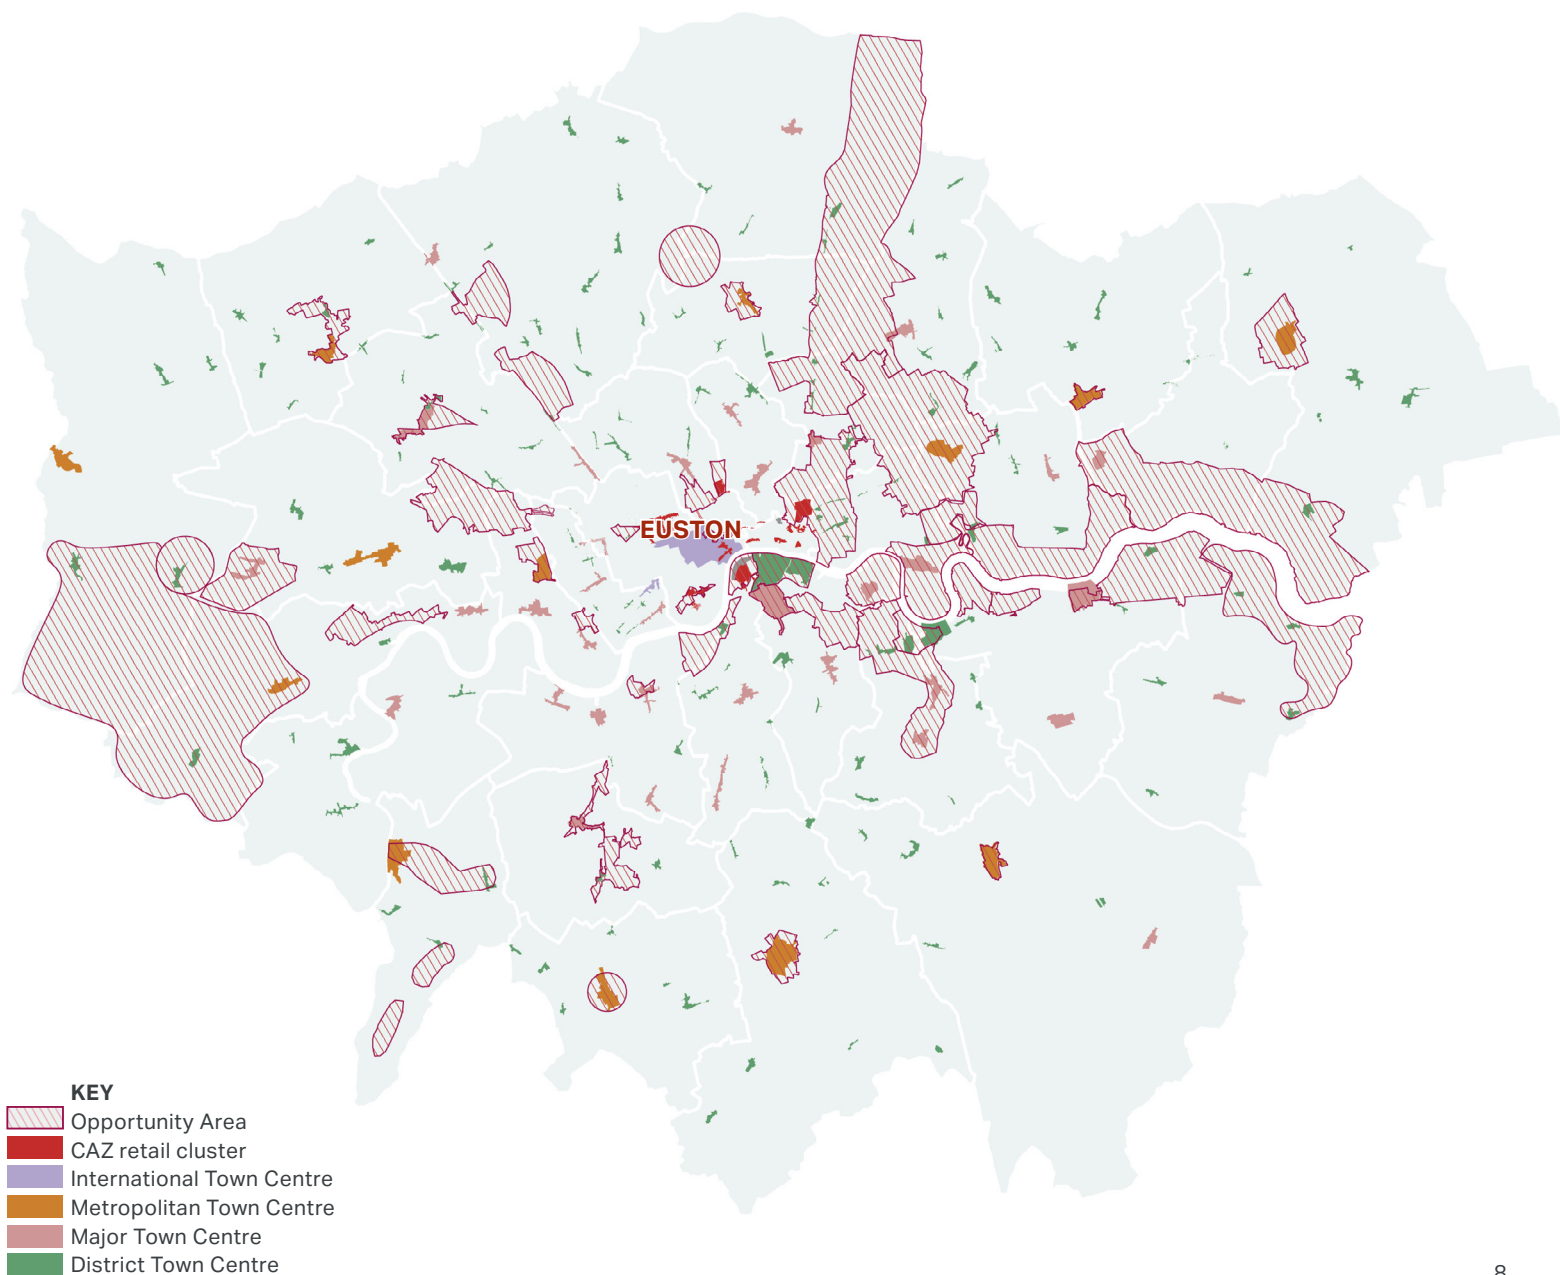 EUSTON
KEY
Opportunity Area
CAZ retail cluster
International Town Centre
Metropolitan Town Centre
Major Town Centre
District Town Centre
8